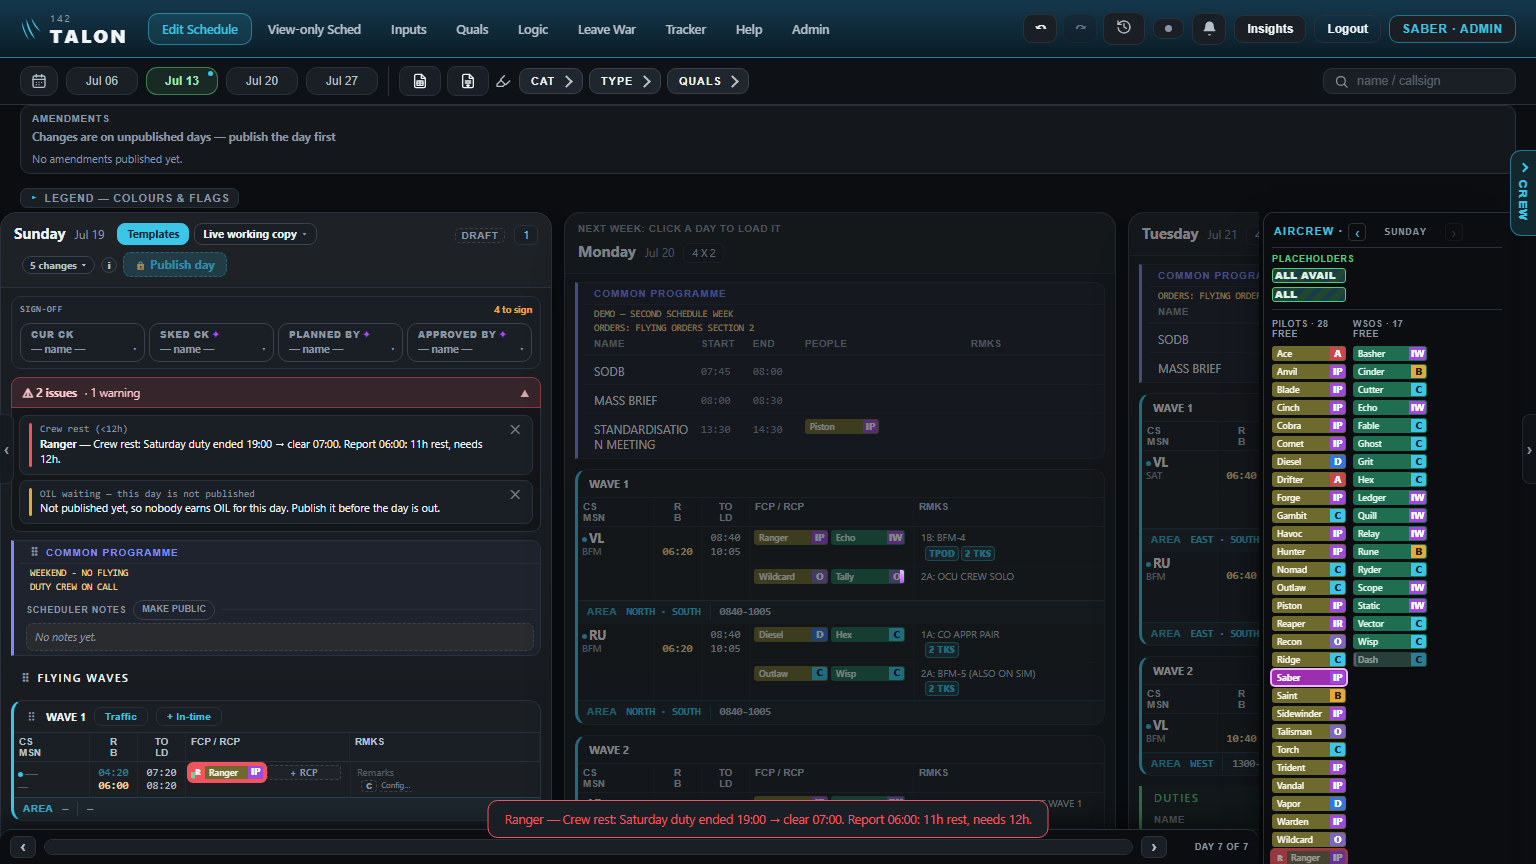 142
TALON
Edit Schedule
View-only Sched
Inputs
Quals
Logic
Leave War
Tracker
Help
Admin
Insights
Logout
SABER · ADMIN
Jul 06
Jul 13
Jul 20
Jul 27
CAT
TYPE
QUALS
name / callsign
AMENDMENTS
Changes are on unpublished days — publish the day first
No amendments published yet.
LEGEND — COLOURS & FLAGS
CREW
Sunday Jul 19
Templates
Live working copy
DRAFT
1
5 changes
i
Publish day
SIGN-OFF
4 to sign
CUR CK
— name —
SKED CK
— name —
PLANNED BY
— name —
APPROVED BY
— name —
2 issues · 1 warning
Crew rest (<12h)
Ranger — Crew rest: Saturday duty ended 19:00 → clear 07:00. Report 06:00: 11h rest, needs
12h.
OIL waiting — this day is not published
Not published yet, so nobody earns OIL for this day. Publish it before the day is out.
COMMON PROGRAMME
WEEKEND - NO FLYING
DUTY CREW ON CALL
SCHEDULER NOTES
MAKE PUBLIC
No notes yet.
FLYING WAVES
WAVE 1
Traffic
+ In-time
CS R TO FCP / RCP RMKS
MSN B LD
— 04:20 07:20 R Ranger IP + RCP Remarks
— 06:00 08:20 C Config...
AREA — | —
NEXT WEEK: CLICK A DAY TO LOAD IT
Monday Jul 20 4 X 2
COMMON PROGRAMME
DEMO — SECOND SCHEDULE WEEK
ORDERS: FLYING ORDERS SECTION 2
NAME START END PEOPLE RMKS
SODB 07:45 08:00
MASS BRIEF 08:00 08:30
STANDARDISATIO 13:30 14:30 Piston IP
N MEETING
WAVE 1
CS R TO FCP / RCP RMKS
MSN B LD
VL 08:40 Ranger IP Echo IW 1B: BFM-4
BFM 06:20 10:05 TPOD 2 TKS
Wildcard O Tally O 2A: OCU CREW SOLO
AREA NORTH · SOUTH 0840-1005
RU 08:40 Diesel D Hex C 1A: CO APPR PAIR
BFM 06:20 10:05 2 TKS
Outlaw C Wisp C 2A: BFM-5 (ALSO ON SIM)
2 TKS
AREA NORTH · SOUTH 0840-1005
WAVE 2
CS R TO FCP / RCP RMKS
MSN B LD
WAVE 1
Tuesday Jul 21 4
COMMON PROGRA
ORDERS: FLYING ORDER
NAME
SODB
MASS BRIEF
WAVE 1
CS R
MSN B
VL
SAT 06:40
AREA EAST · SOUTH
RU
BFM 06:40
AREA EAST · SOUTH
WAVE 2
CS R
MSN B
VL
BFM 10:40
AREA WEST 1300-
DUTIES
NAME
AIRCREW · SUNDAY
PLACEHOLDERS
ALL AVAIL
ALL
PILOTS · 28 WSOS · 17
FREE FREE
Ace A Basher IW
Anvil IP Cinder B
Blade IP Cutter C
Cinch IP Echo IW
Cobra IP Fable C
Comet IP Ghost C
Diesel D Grit C
Drifter A Hex C
Forge IP Ledger IW
Gambit C Quill IW
Havoc IP Relay IW
Hunter IP Rune B
Nomad C Ryder C
Outlaw C Scope IW
Piston IP Static IW
Reaper IR Vector C
Recon O Wisp C
Ridge C Dash C
Saber IP
Saint B
Sidewinder IP
Talisman O
Torch C
Trident IP
Vandal IP
Vapor D
Warden IP
Wildcard O
R Ranger IP
Ranger — Crew rest: Saturday duty ended 19:00 → clear 07:00. Report 06:00: 11h rest, needs 12h.
DAY 7 OF 7